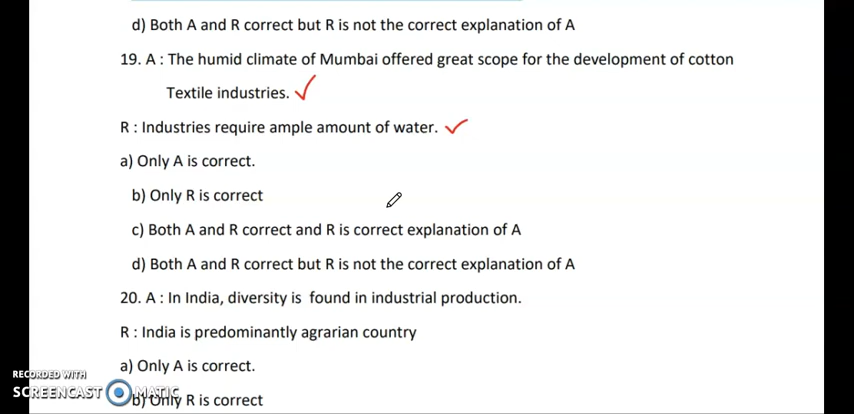 d) Both A and R correct but R is not the correct explanation of A
19. A : The humid climate of Mumbai offered great scope for the development of cotton
Textile industries.
R : Industries require ample amount of water.
a) Only A is correct.
b) Only R is correct
c) Both A and R correct and R is correct explanation of A
d) Both A and R correct but R is not the correct explanation of A
20. A : In India, diversity is found in industrial production.
R : India is predominantly agrarian country
a) Only A is correct.
b) Only R is correct
RECORDED WITH
SCREENCAST MATIC